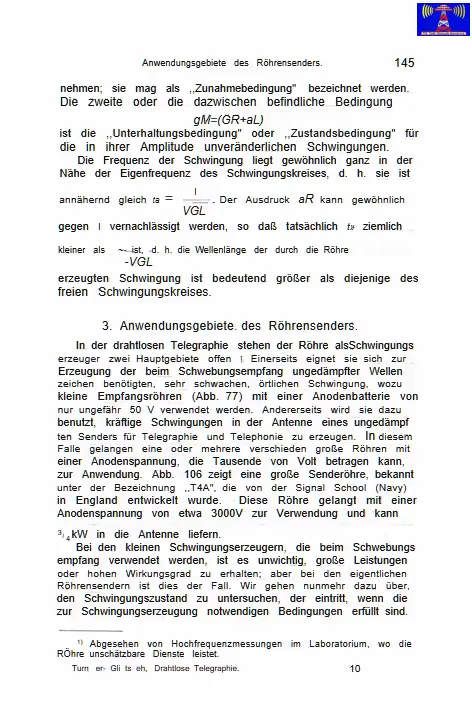 Anwendungsgebiete des Röhrensenders. 145
nehmen; sie mag als ,,Zunahmebedingung" bezeichnet werden.
Die zweite oder die dazwischen befindliche Bedingung
gM=(GR+aL)
ist die ,,Unterhaltungsbedingung" oder ,,Zustandsbedingung" für
die in ihrer Amplitude unveränderlichen Schwingungen.
Die Frequenz der Schwingung liegt gewöhnlich ganz in der
Nähe der Eigenfrequenz des Schwingungskreises, d. h. sie ist
annähernd gleich ta = l / VGL . Der Ausdruck aR kann gewöhnlich
gegen l vernachlässigt werden, so daß tatsächlich t» ziemlich
kleiner als ist, d. h. die Wellenlänge der durch die Röhre
-VGL
erzeugten Schwingung ist bedeutend größer als diejenige des
freien Schwingungskreises.
3. Anwendungsgebiete des Röhrensenders.
In der drahtlosen Telegraphie stehen der Röhre alsSchwingungs
erzeuger zwei Hauptgebiete offen Einerseits eignet sie sich zur
Erzeugung der beim Schwebungsempfang ungedämpfter Wellen
zeichen benötigten, sehr schwachen, örtlichen Schwingung, wozu
kleine Empfangsröhren (Abb. 77) mit einer Anodenbatterie von
nur ungefähr 50 V verwendet werden. Andererseits wird sie dazu
benutzt, kräftige Schwingungen in der Antenne eines ungedämpf
ten Senders für Telegraphie und Telephonie zu erzeugen. In diesem
Falle gelangen eine oder mehrere verschieden große Röhren mit
einer Anodenspannung, die Tausende von Volt betragen kann,
zur Anwendung. Abb. 106 zeigt eine große Senderöhre, bekannt
unter der Bezeichnung ,,T4A", die von der Signal School (Navy)
in England entwickelt wurde. Diese Röhre gelangt mit einer
Anodenspannung von etwa 3000V zur Verwendung und kann
3/4kW in die Antenne liefern.
Bei den kleinen Schwingungserzeugern, die beim Schwebungs
empfang verwendet werden, ist es unwichtig, große Leistungen
oder hohen Wirkungsgrad zu erhalten; aber bei den eigentlichen
Röhrensendern ist dies der Fall. Wir gehen nunmehr dazu über,
den Schwingungszustand zu untersuchen, der eintritt, wenn die
zur Schwingungserzeugung notwendigen Bedingungen erfüllt sind.
1) Abgesehen von Hochfrequenzmessungen im Laboratorium, wo die
RÖhre unschätzbare Dienste leistet.
Turn er- Gli ts eh, Drahtlose Telegraphie. 10